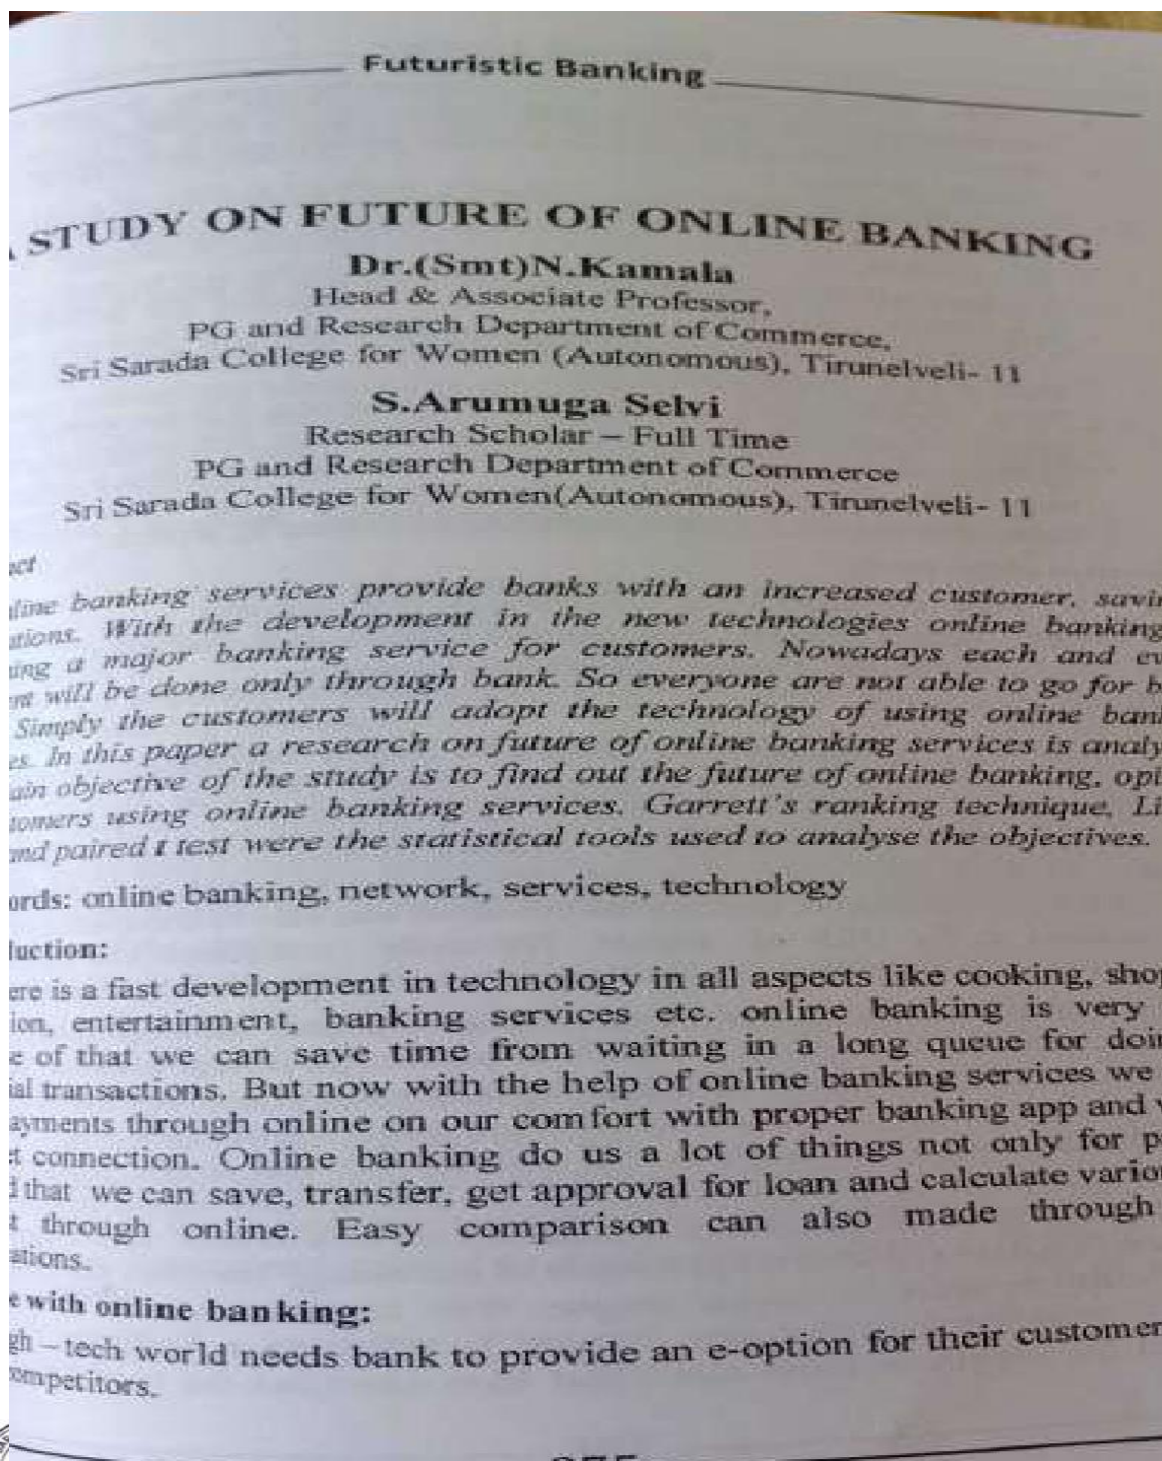 Futuristic Banking
STUDY ON FUTURE OF ONLINE BANKING
Dr.(Smt)N.Kamala
Head & Associate Professor,
PG and Research Department of Commerce,
Sri Sarada College for Women (Autonomous), Tirunelveli- 11
S.Arumuga Selvi
Research Scholar – Full Time
PG and Research Department of Commerce
Sri Sarada College for Women(Autonomous), Tirunelveli- 11
banking services provide banks with an increased customer.
With the development in the new technologies online banking
a major banking service for customers. Nowadays each and
will be done only through bank. So everyone are not able to go for
Simply the customers will adopt the technology of using online
In this paper a research on future of online banking services is
objective of the study is to find out the future of online banking,
using online banking services. Garrett's ranking technique,
and paired t test were the statistical tools used to analyse the objectives.
online banking, network, services, technology
is a fast development in technology in all aspects like cooking,
entertainment, banking services etc. online banking is very
of that we can save time from waiting in a long queue for
transactions. But now with the help of online banking services we
through online on our comfort with proper banking app and
connection. Online banking do us a lot of things not only for
that we can save, transfer, get approval for loan and calculate
through online. Easy comparison can also made through
with online banking:
– tech world needs bank to provide an e-option for their